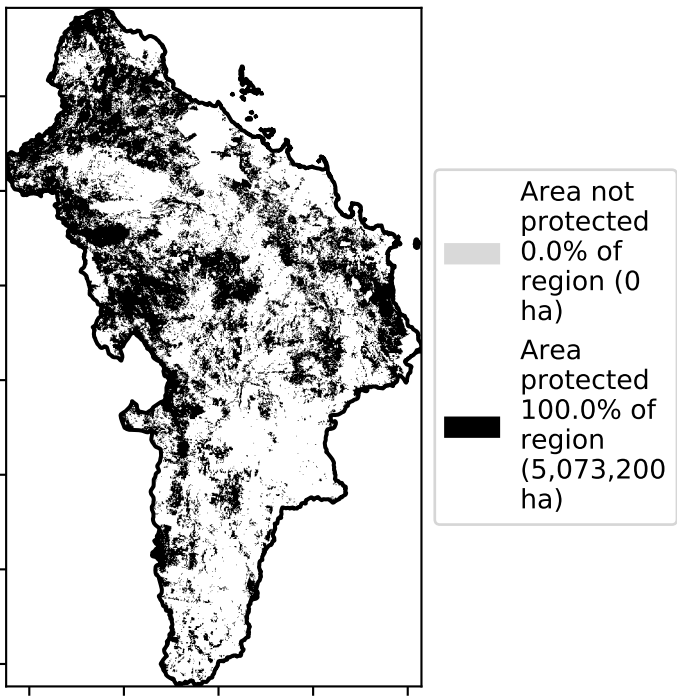 Area not
protected
0.0% of
region (0
ha)
Area
protected
100.0% of
region
(5,073,200
ha)